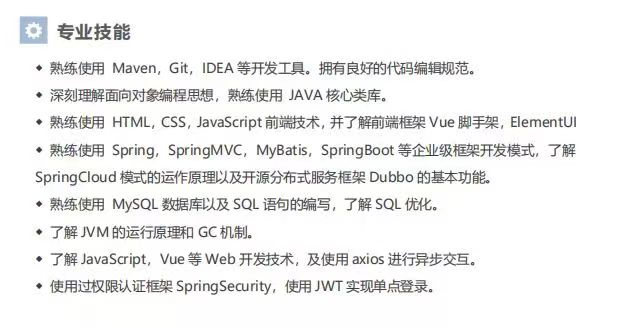 专业技能
◆ 熟练使用 Maven，Git，IDEA 等开发工具。拥有良好的代码编辑规范。
◆ 深刻理解面向对象编程思想，熟练使用 JAVA 核心类库。
◆ 熟练使用 HTML，CSS，JavaScript 前端技术，并了解前端框架 Vue 脚手架，ElementUI
◆ 熟练使用 Spring，SpringMVC，MyBatis，SpringBoot 等企业级框架开发模式，了解
SpringCloud 模式的运作原理以及开源分布式服务框架 Dubbo 的基本功能。
◆ 熟练使用 MySQL 数据库以及 SQL 语句的编写，了解 SQL 优化。
◆ 了解 JVM 的运行原理和 GC 机制。
◆ 了解 JavaScript，Vue 等 Web 开发技术，及使用 axios 进行异步交互。
◆ 使用过权限认证框架 SpringSecurity，使用 JWT 实现单点登录。